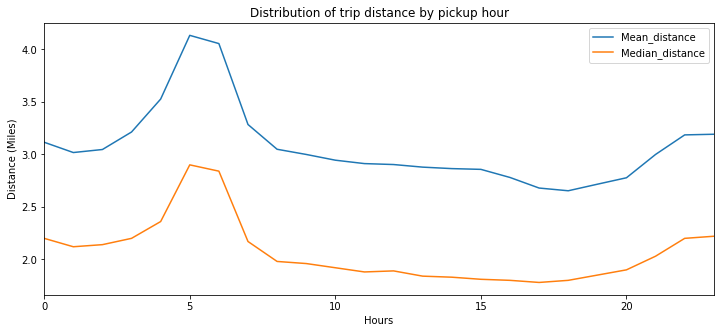 Distribution of trip distance by pickup hour
Mean_distance
Median_distance
Distance (Miles)
4.0
3.5
3.0
2.5
2.0
0 5 10 15 20
Hours